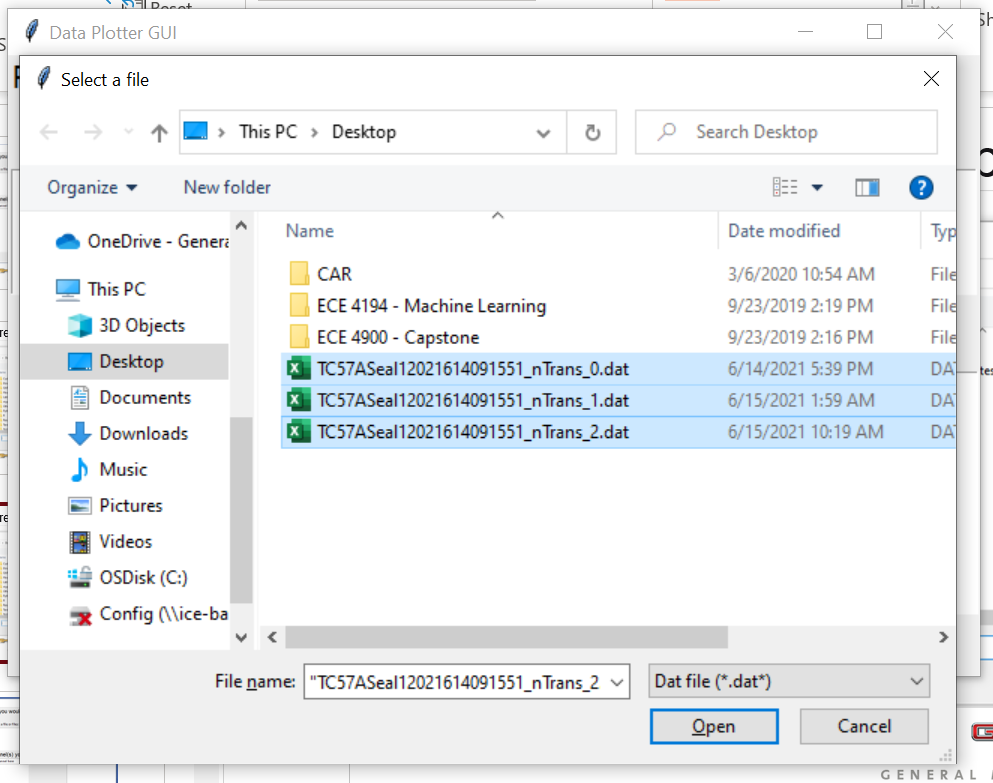 Reset
Data Plotter GUI
Select a file
This PC > Desktop
Search Desktop
Organize
New folder
Name
Date modified
Typ
OneDrive - Genera
This PC
3D Objects
Desktop
Documents
Downloads
Music
Pictures
Videos
OSDisk (C:)
Config (\\ice-ba
CAR 3/6/2020 10:54 AM File
ECE 4194 - Machine Learning 9/23/2019 2:19 PM File
ECE 4900 - Capstone 9/23/2019 2:16 PM File
TC57ASeal12021614091551_nTrans_0.dat 6/14/2021 5:39 PM DAT
TC57ASeal12021614091551_nTrans_1.dat 6/15/2021 1:59 AM DAT
TC57ASeal12021614091551_nTrans_2.dat 6/15/2021 10:19 AM DAT
File name: "TC57ASeal12021614091551_nTrans_2
Dat file (*.dat*)
Open
Cancel
GENERAL